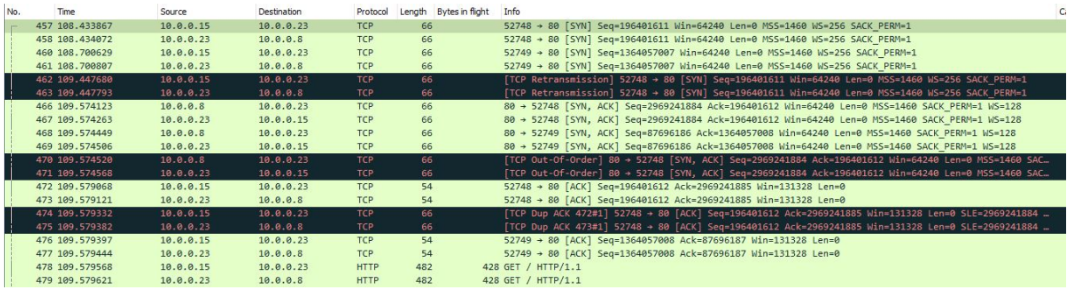 No. Time Source Destination Protocol Length Bytes in flight Info
457 108.433867 10.0.0.15 10.0.0.23 TCP 66 52748 → 80 [SYN] Seq=196401611 Win=64240 Len=0 MSS=1460 WS=256 SACK_PERM=1
458 108.434072 10.0.0.23 10.0.0.8 TCP 66 52748 → 80 [SYN] Seq=196401611 Win=64240 Len=0 MSS=1460 WS=256 SACK_PERM=1
460 108.700629 10.0.0.15 10.0.0.23 TCP 66 52749 → 80 [SYN] Seq=1364057007 Win=64240 Len=0 MSS=1460 WS=256 SACK_PERM=1
461 108.700807 10.0.0.23 10.0.0.8 TCP 66 52749 → 80 [SYN] Seq=1364057007 Win=64240 Len=0 MSS=1460 WS=256 SACK_PERM=1
462 109.447680 10.0.0.15 10.0.0.23 TCP 66 [TCP Retransmission] 52748 → 80 [SYN] Seq=196401611 Win=64240 Len=0 MSS=1460 WS=256 SACK_PERM=1
463 109.447793 10.0.0.23 10.0.0.8 TCP 66 [TCP Retransmission] 52748 → 80 [SYN] Seq=196401611 Win=64240 Len=0 MSS=1460 WS=256 SACK_PERM=1
466 109.574123 10.0.0.8 10.0.0.23 TCP 66 80 → 52748 [SYN, ACK] Seq=2969241884 Ack=196401612 Win=64240 Len=0 MSS=1460 SACK_PERM=1 WS=128
467 109.574263 10.0.0.23 10.0.0.15 TCP 66 80 → 52748 [SYN, ACK] Seq=2969241884 Ack=196401612 Win=64240 Len=0 MSS=1460 SACK_PERM=1 WS=128
468 109.574449 10.0.0.8 10.0.0.23 TCP 66 80 → 52749 [SYN, ACK] Seq=87696186 Ack=1364057008 Win=64240 Len=0 MSS=1460 SACK_PERM=1 WS=128
469 109.574506 10.0.0.23 10.0.0.15 TCP 66 80 → 52749 [SYN, ACK] Seq=87696186 Ack=1364057008 Win=64240 Len=0 MSS=1460 SACK_PERM=1 WS=128
470 109.574520 10.0.0.8 10.0.0.23 TCP 66 [TCP Out-Of-Order] 80 → 52748 [SYN, ACK] Seq=2969241884 Ack=196401612 Win=64240 Len=0 MSS=1460 SAC…
471 109.574568 10.0.0.23 10.0.0.15 TCP 66 [TCP Out-Of-Order] 80 → 52748 [SYN, ACK] Seq=2969241884 Ack=196401612 Win=64240 Len=0 MSS=1460 SAC…
472 109.579068 10.0.0.15 10.0.0.23 TCP 54 52748 → 80 [ACK] Seq=196401612 Ack=2969241885 Win=131328 Len=0
473 109.579121 10.0.0.23 10.0.0.8 TCP 54 52748 → 80 [ACK] Seq=196401612 Ack=2969241885 Win=131328 Len=0
474 109.579332 10.0.0.15 10.0.0.23 TCP 66 [TCP Dup ACK 472#1] 52748 → 80 [ACK] Seq=196401612 Ack=2969241885 Win=131328 Len=0 SLE=2969241884 …
475 109.579382 10.0.0.23 10.0.0.8 TCP 66 [TCP Dup ACK 473#1] 52748 → 80 [ACK] Seq=196401612 Ack=2969241885 Win=131328 Len=0 SLE=2969241884 …
476 109.579397 10.0.0.15 10.0.0.23 TCP 54 52749 → 80 [ACK] Seq=1364057008 Ack=87696187 Win=131328 Len=0
477 109.579444 10.0.0.23 10.0.0.8 TCP 54 52749 → 80 [ACK] Seq=1364057008 Ack=87696187 Win=131328 Len=0
478 109.579568 10.0.0.15 10.0.0.23 HTTP 482 428 GET / HTTP/1.1
479 109.579621 10.0.0.23 10.0.0.8 HTTP 482 428 GET / HTTP/1.1